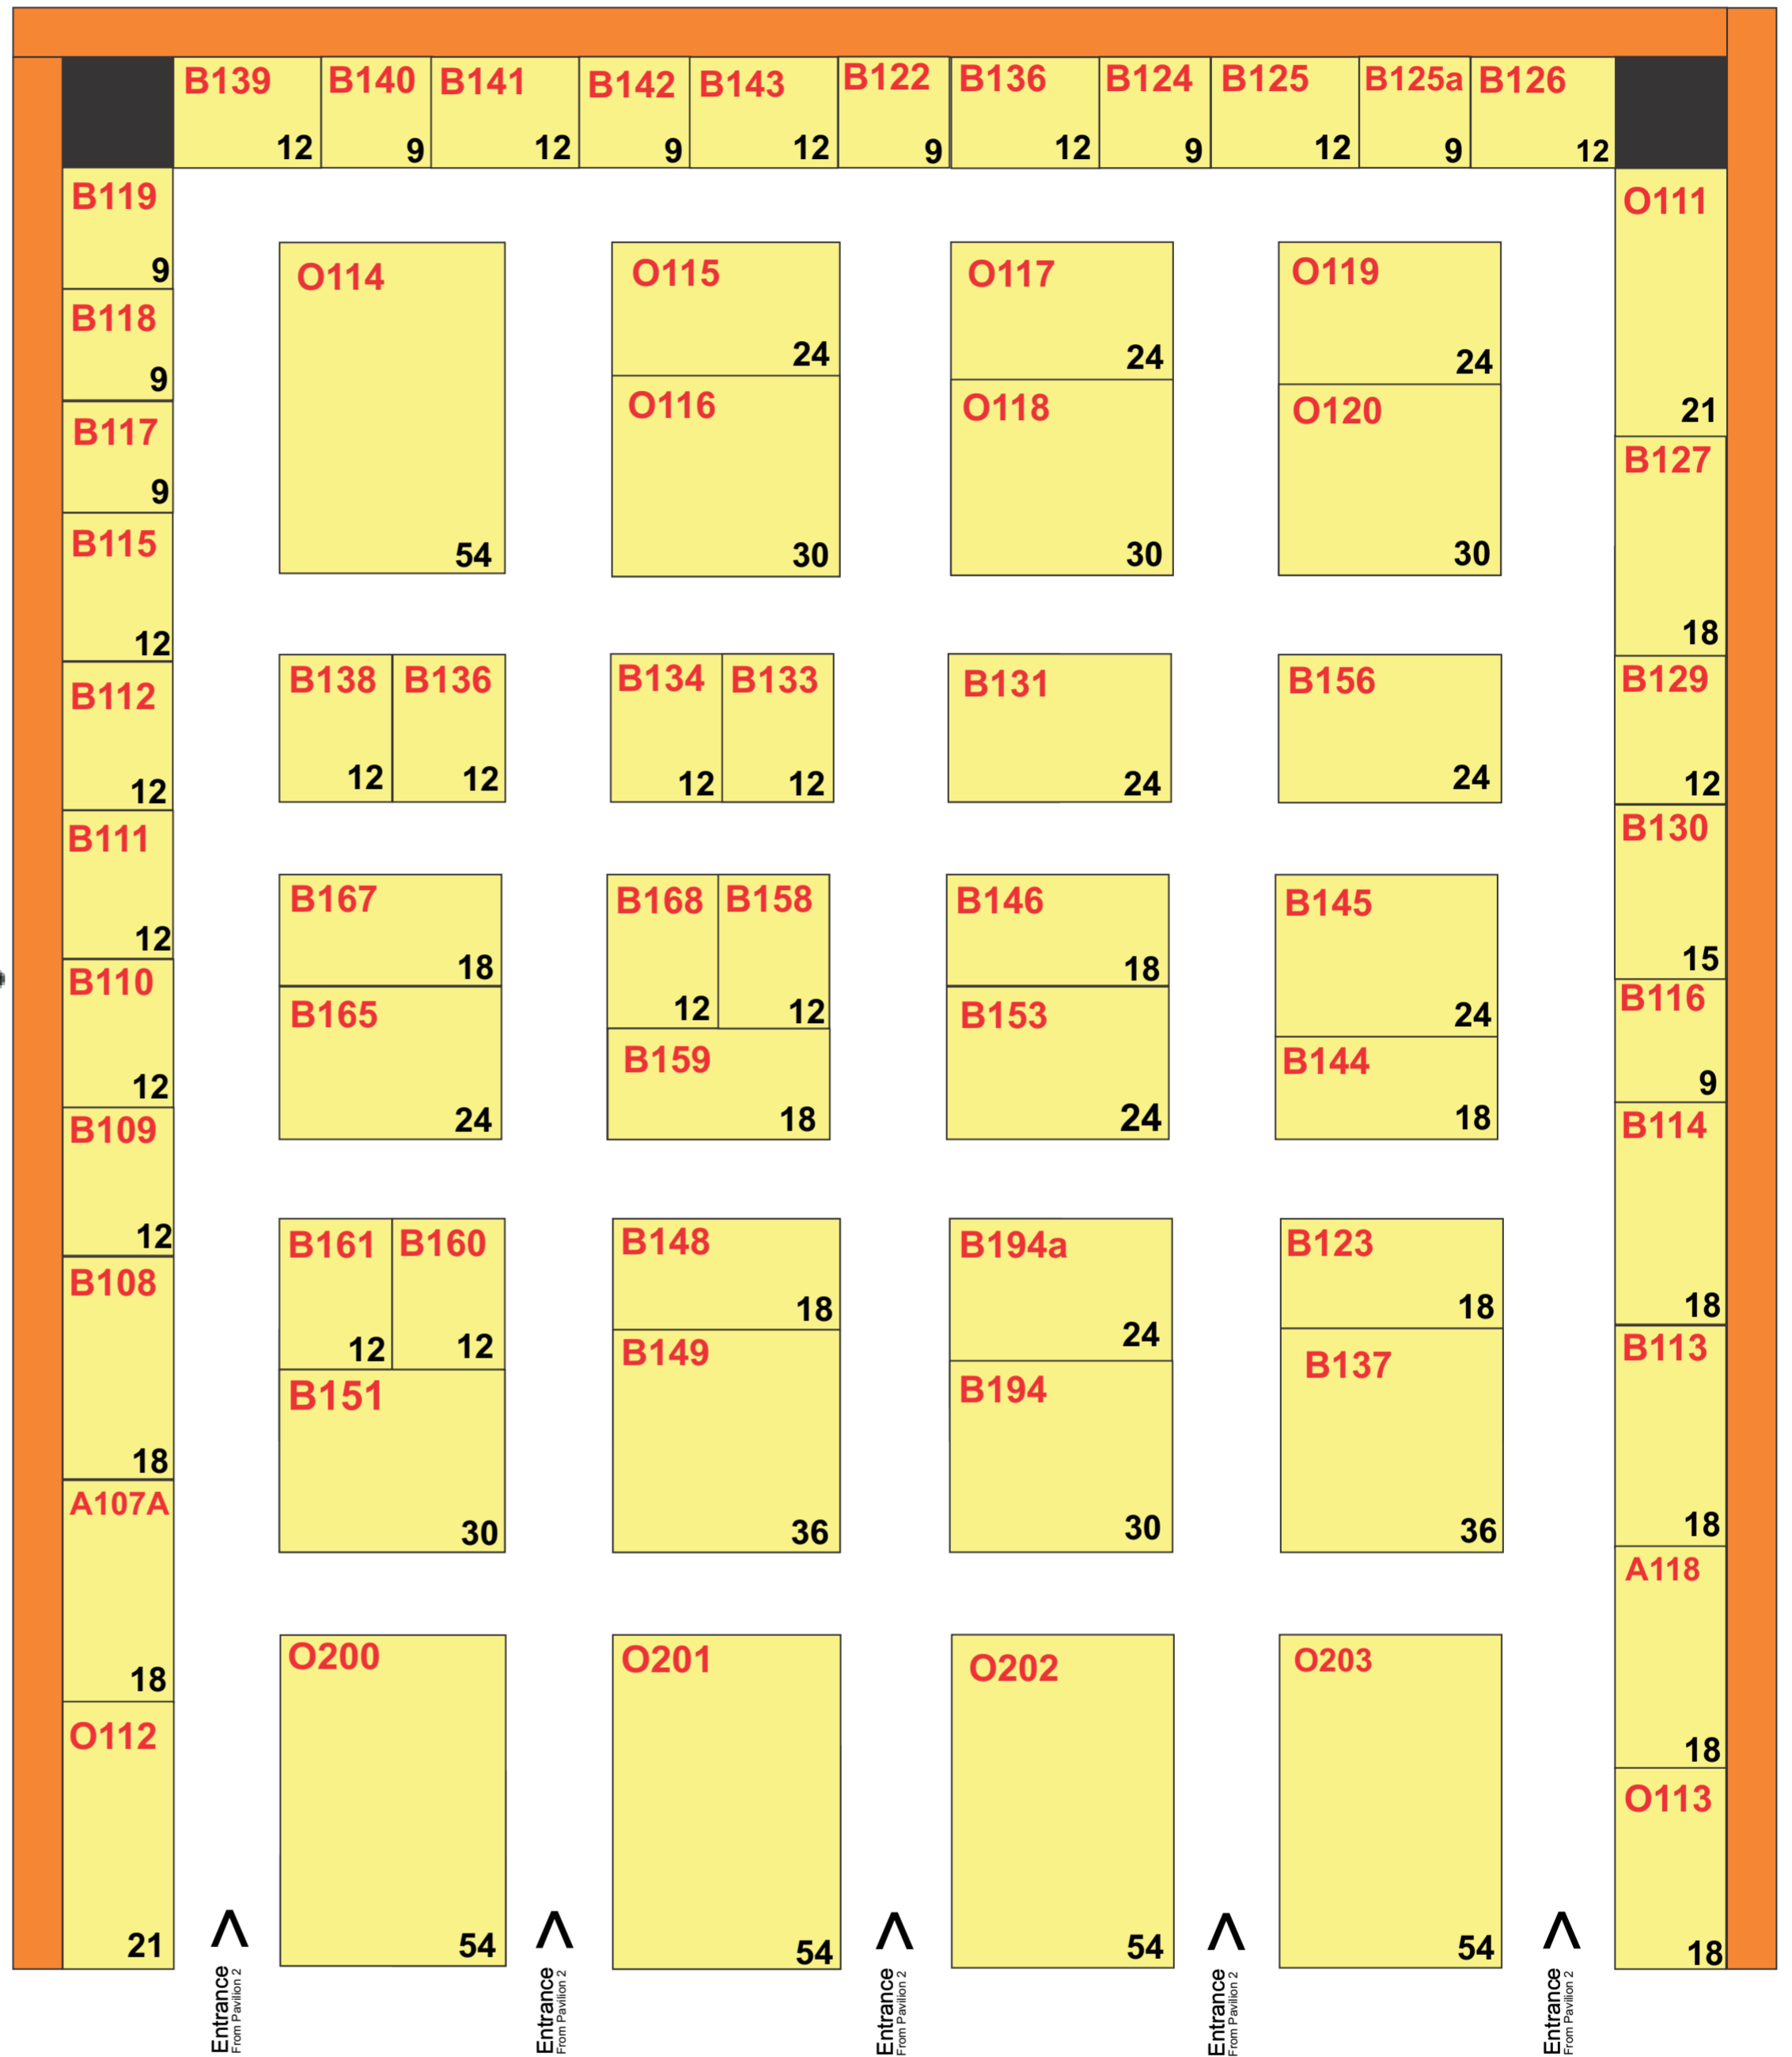 B139
12
B140
9
B141
12
B142
9
B143
12
B122
9
B136
12
B124
9
B125
12
B125a
9
B126
12
B119
9
B118
9
B117
9
B115
12
B112
12
B111
12
B110
12
B109
12
B108
18
A107A
18
O112
21
O114
54
O115
24
O116
30
O117
24
O118
30
O119
24
O120
30
B138
12
B136
12
B134
12
B133
12
B131
24
B156
24
B167
18
B165
24
B168
12
B158
12
B159
18
B146
18
B153
24
B145
24
B144
18
B161
12
B160
12
B151
30
B148
18
B149
36
B194a
24
B194
30
B123
18
B137
36
O200
54
O201
54
O202
54
O203
54
O111
21
B127
18
B129
12
B130
15
B116
9
B114
18
B113
18
A118
18
O113
18
Entrance
From Pavilion 2
Entrance
From Pavilion 2
Entrance
From Pavilion 2
Entrance
From Pavilion 2
Entrance
From Pavilion 2